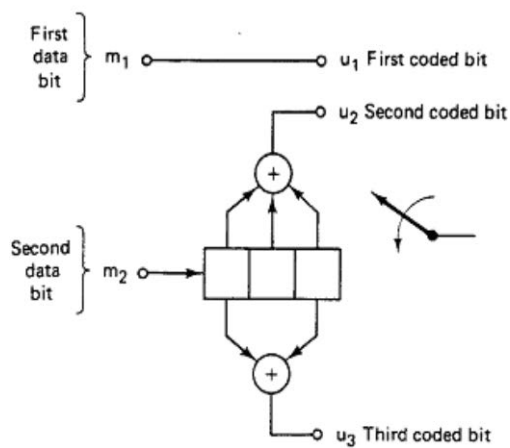 First
data
bit
m1
u1 First coded bit
u2 Second coded bit
+
Second
data
bit
m2
+
u3 Third coded bit